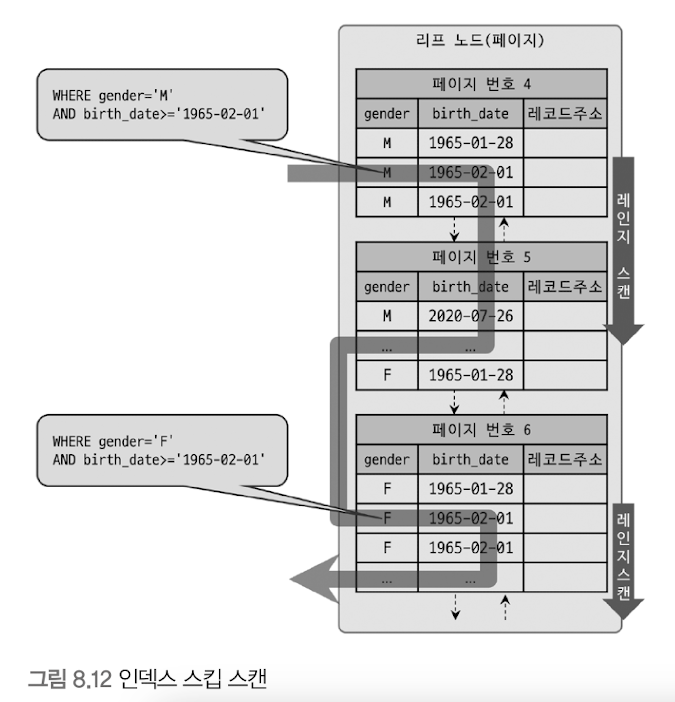 리프 노드(페이지)
WHERE gender='M'
AND birth_date>='1965-02-01'
페이지 번호 4
gender birth_date 레코드주소
M 1965-01-28
M 1965-02-01
M 1965-02-01
레인지 스캔
페이지 번호 5
gender birth_date 레코드주소
M 2020-07-26
... ...
F 1965-01-28
WHERE gender='F'
AND birth_date>='1965-02-01'
페이지 번호 6
gender birth_date 레코드주소
F 1965-01-28
F 1965-02-01
F 1965-02-01
... ...
레인지스캔
그림 8.12 인덱스 스킵 스캔